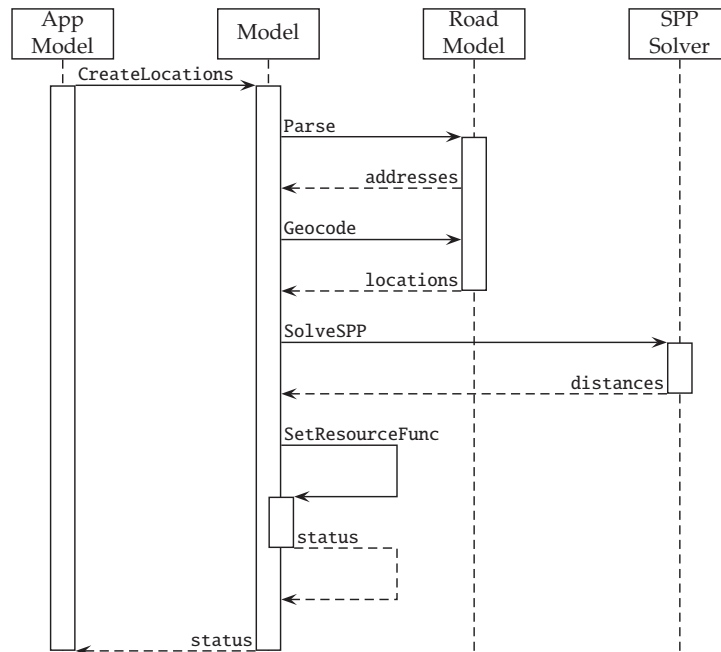 App
Model
Model
Road
Model
SPP
Solver
CreateLocations
Parse
addresses
Geocode
locations
SolveSPP
distances
SetResourceFunc
status
status